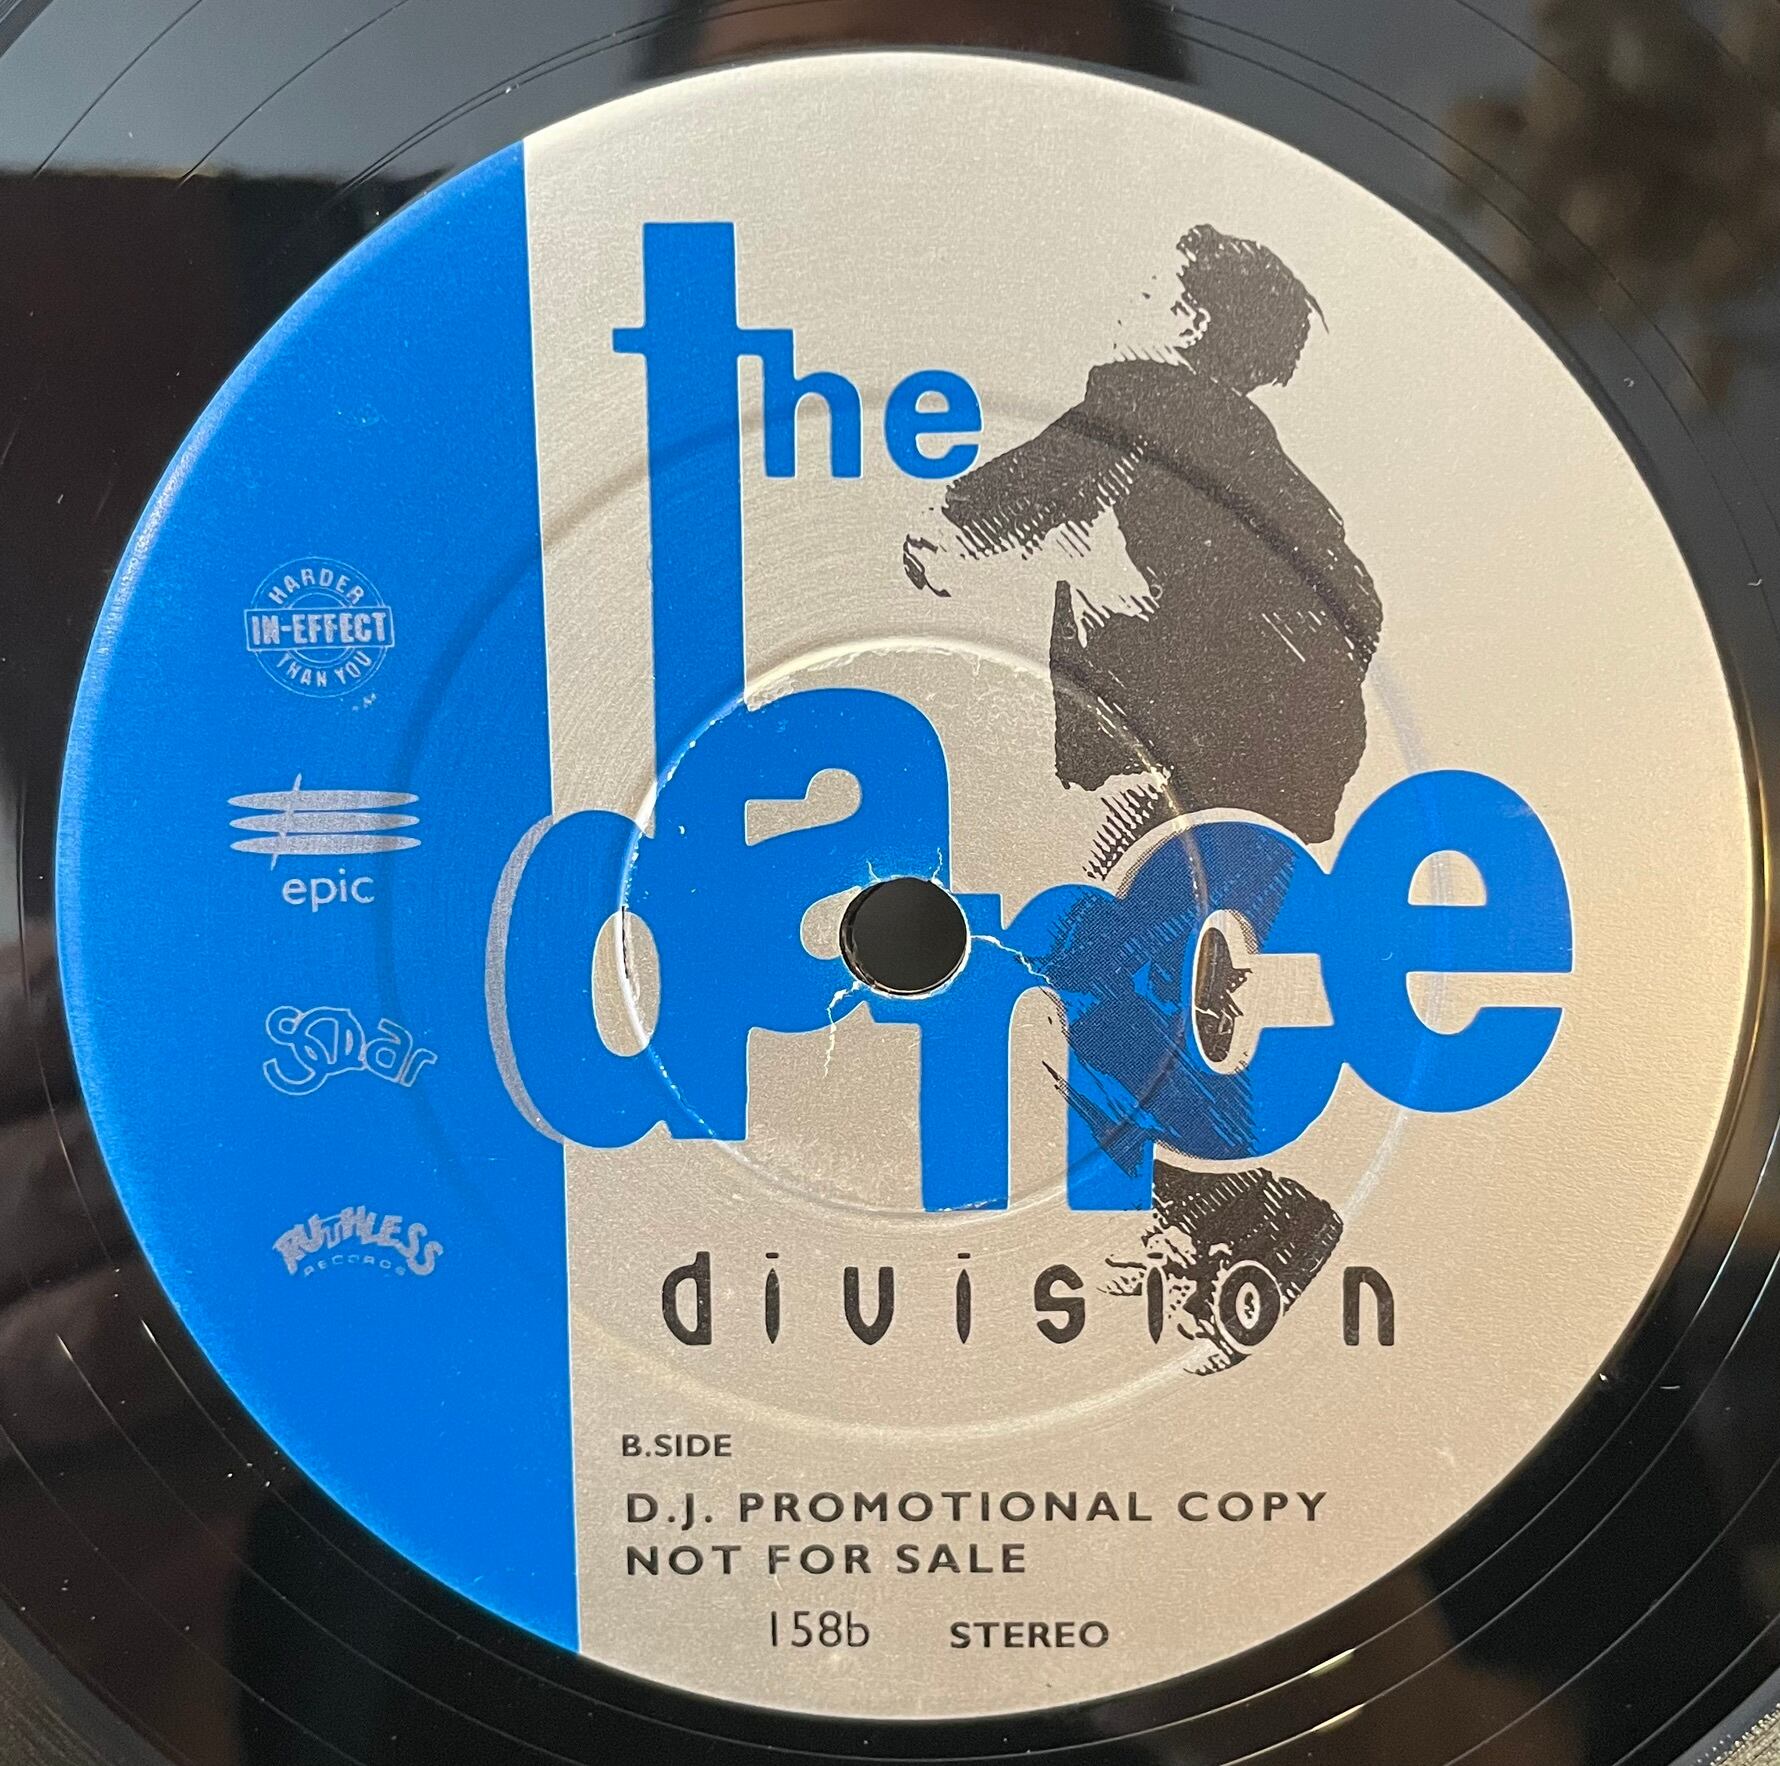 the
dance
division
HARDER
IN-EFFECT
THAN YOU
epic
SOLAR
RUTHLESS
RECORDS
B.SIDE
D.J. PROMOTIONAL COPY
NOT FOR SALE
158b STEREO